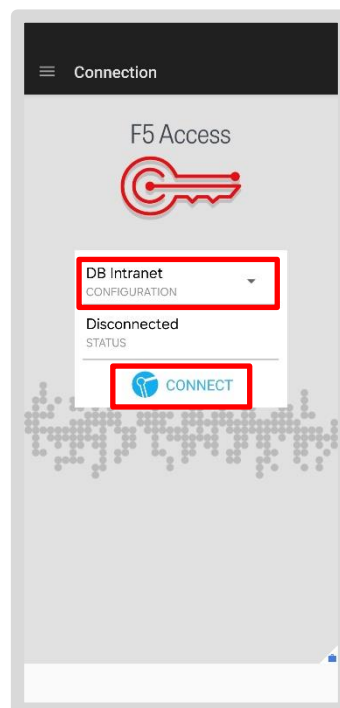 Connection
F5 Access
DB Intranet
CONFIGURATION
Disconnected
STATUS
CONNECT